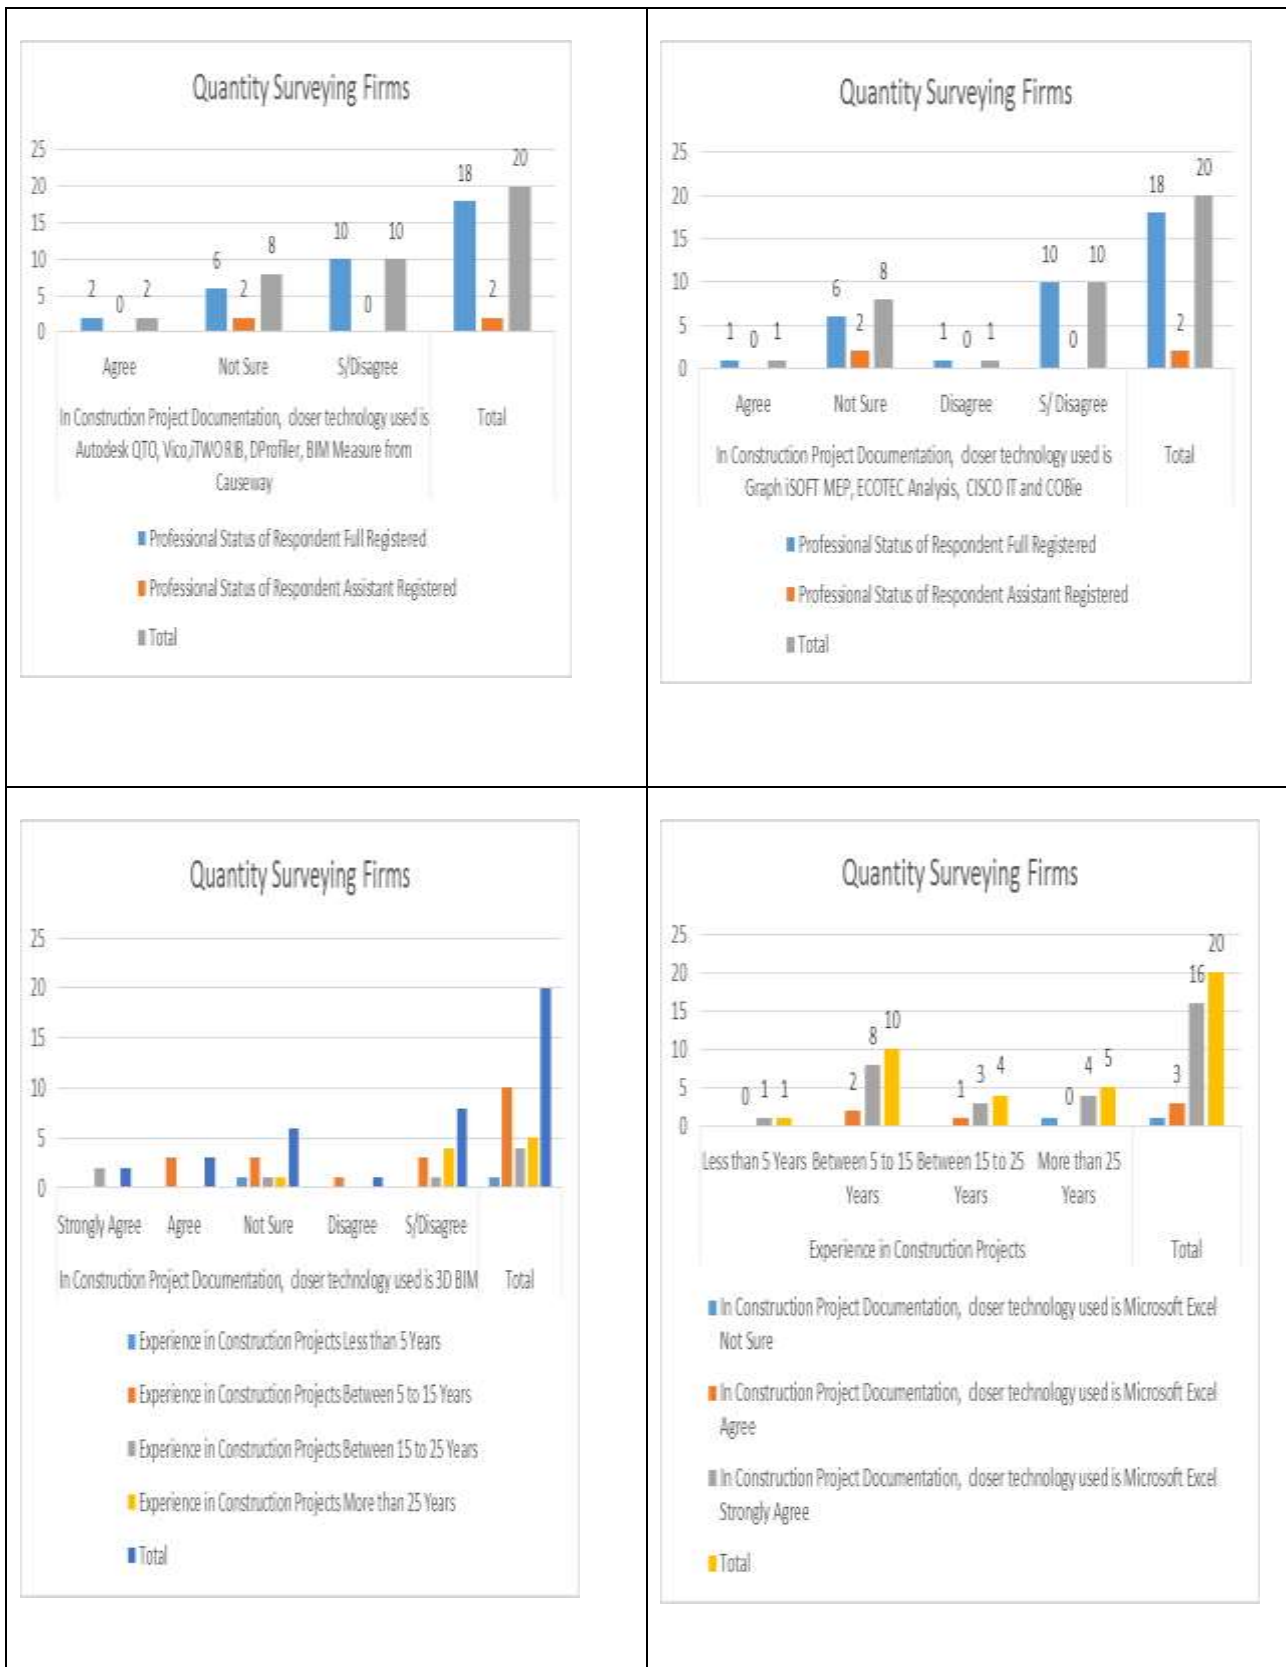 Quantity Surveying Firms
25
20
15
10
5
0
2
0
2
6
2
8
10
0
10
18
2
20
Agree
Not Sure
S/Disagree
In Construction Project Documentation, closer technology used is
Autodesk QTO, Vico,iTWO RIB, DProfiler, BIM Measure from
Causeway
Total
Professional Status of Respondent Full Registered
Professional Status of Respondent Assistant Registered
Total
Quantity Surveying Firms
25
20
15
10
5
0
1
0
1
6
2
8
1
0
1
10
0
10
18
2
20
Agree
Not Sure
Disagree
S/ Disagree
In Construction Project Documentation, closer technology used is
Graph iSOFT MEP, ECOTEC Analysis, CISCO IT and COBie
Total
Professional Status of Respondent Full Registered
Professional Status of Respondent Assistant Registered
Total
Quantity Surveying Firms
25
20
15
10
5
0
Strongly Agree
Agree
Not Sure
Disagree
S/Disagree
In Construction Project Documentation, closer technology used is 3D BIM
Total
Experience in Construction Projects Less than 5 Years
Experience in Construction Projects Between 5 to 15 Years
Experience in Construction Projects Between 15 to 25 Years
Experience in Construction Projects More than 25 Years
Total
Quantity Surveying Firms
25
20
15
10
5
0
0
1
1
2
8
10
1
3
4
0
4
5
3
16
20
Less than 5 Years
Between 5 to 15
Years
Between 15 to 25
Years
More than 25
Years
Experience in Construction Projects
Total
In Construction Project Documentation, closer technology used is Microsoft Excel
Not Sure
In Construction Project Documentation, closer technology used is Microsoft Excel
Agree
In Construction Project Documentation, closer technology used is Microsoft Excel
Strongly Agree
Total